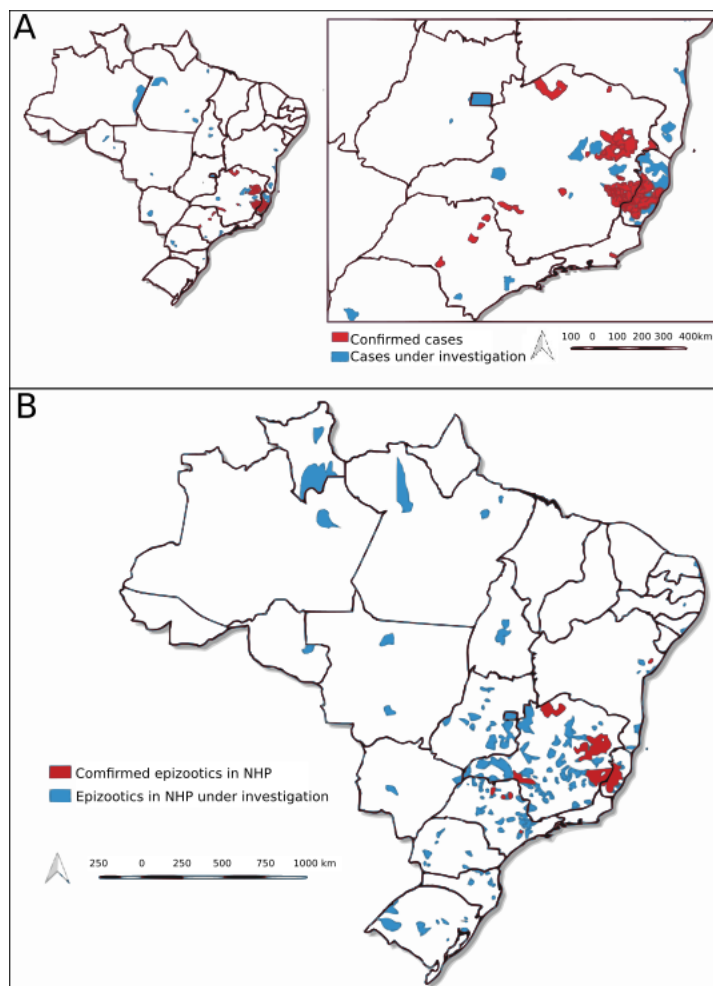 A
Confirmed cases
Cases under investigation
100 0 100 200 300 400km
B
Comfirmed epizootics in NHP
Epizootics in NHP under investigation
250 0 250 500 750 1000 km